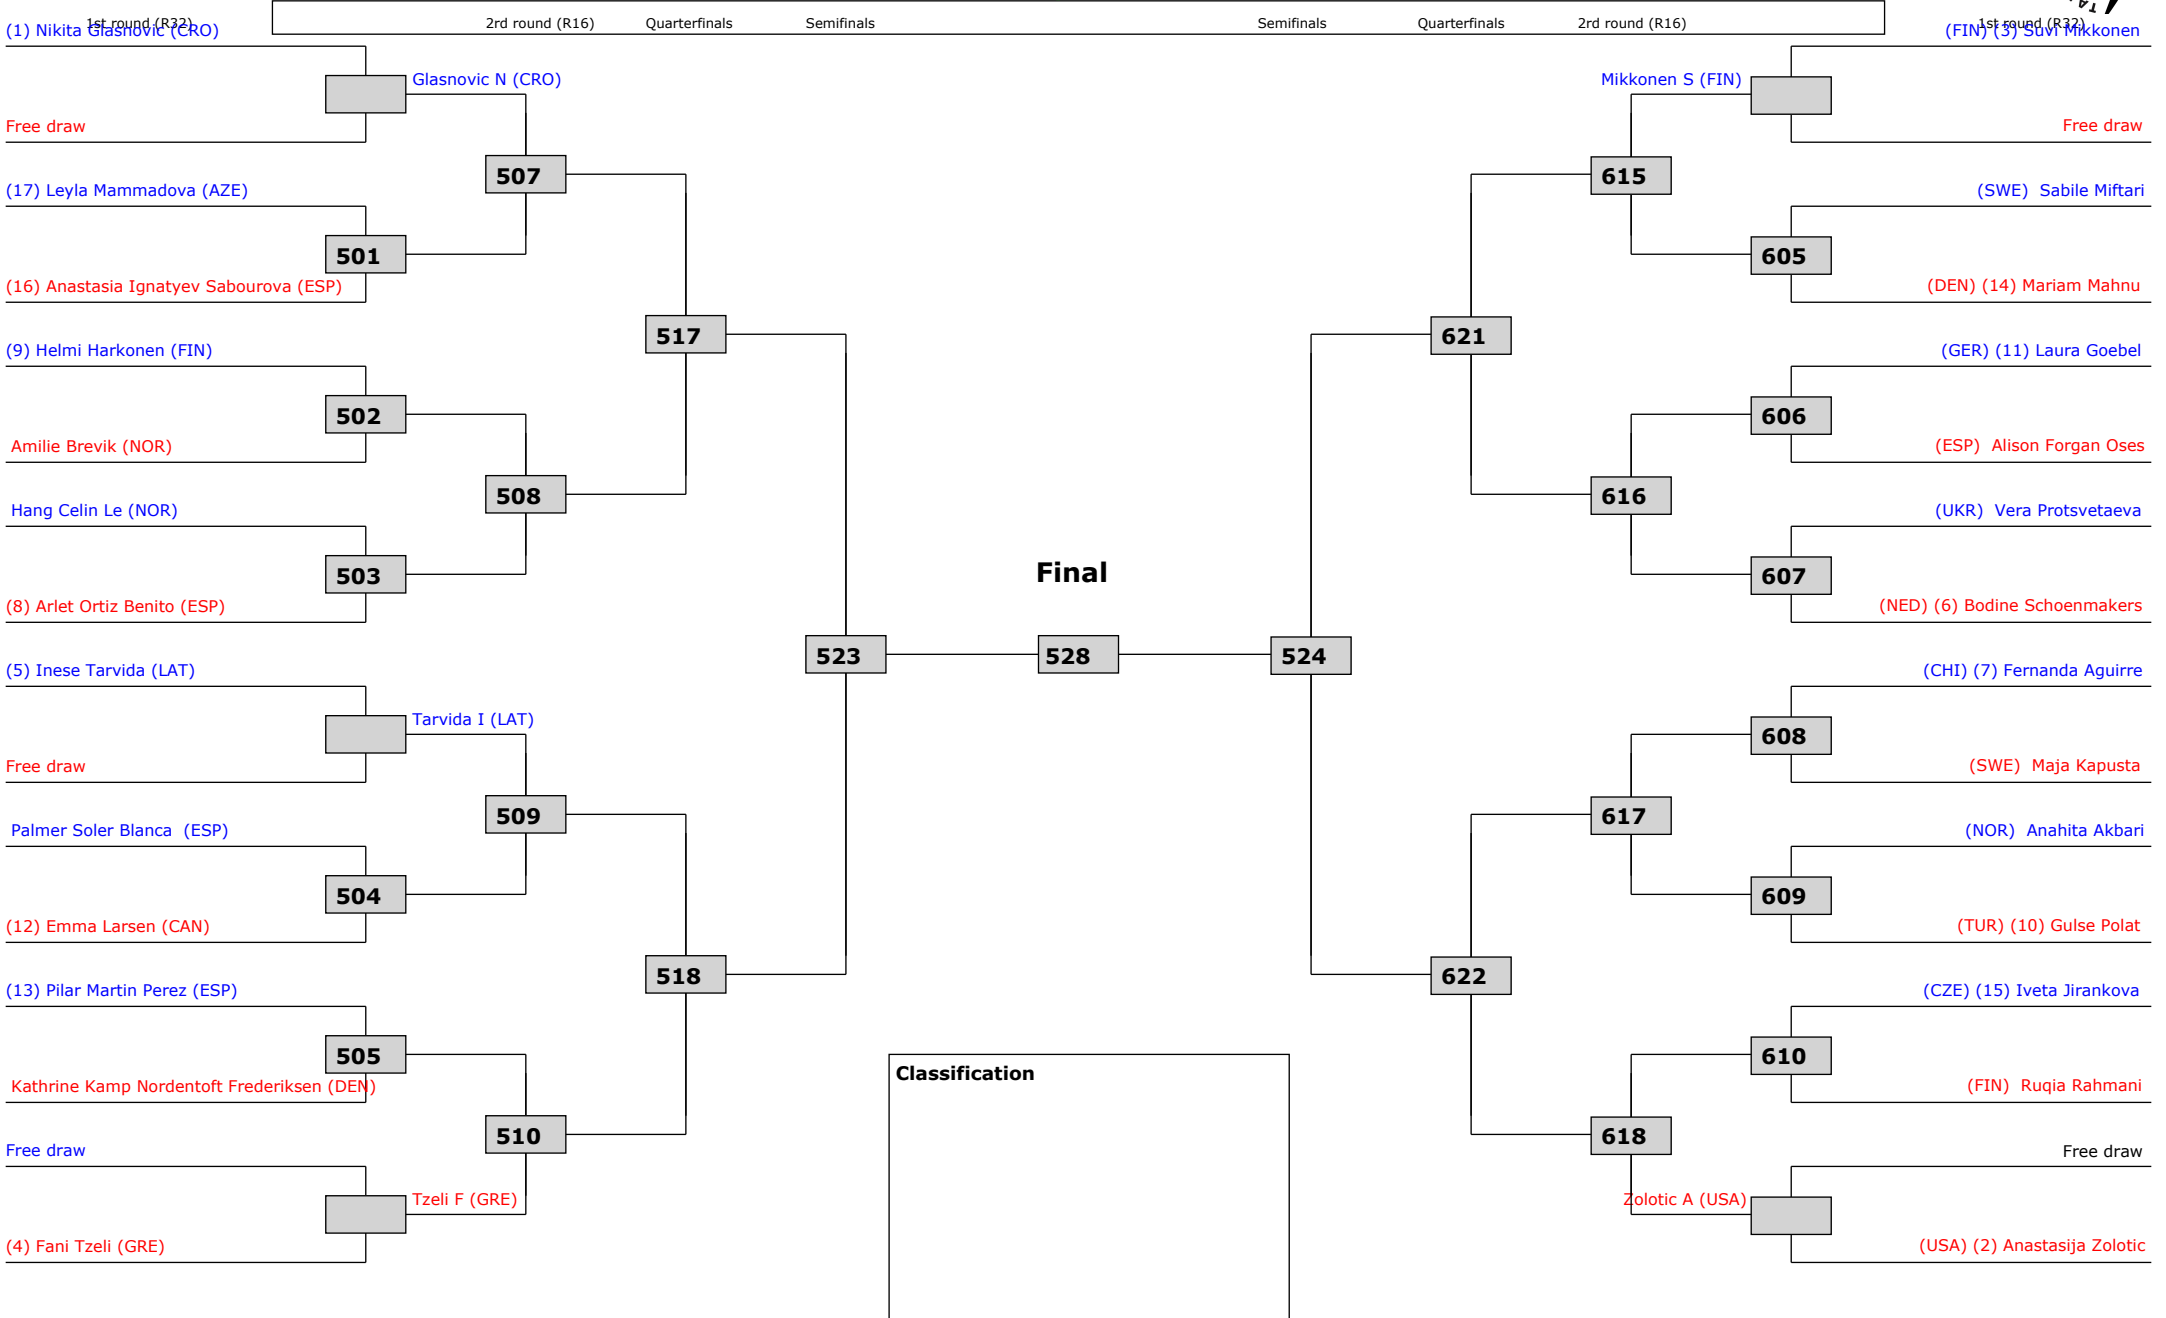 1st round (R32)
2rd round (R16)
Quarterfinals
Semifinals
Semifinals
Quarterfinals
2rd round (R16)
1st round (R32)
(1) Nikita Glasnovic (CRO)
Glasnovic N (CRO)
Free draw
507
(17) Leyla Mammadova (AZE)
501
(16) Anastasia Ignatyev Sabourova (ESP)
517
(9) Helmi Harkonen (FIN)
502
Amilie Brevik (NOR)
508
Hang Celin Le (NOR)
503
(8) Arlet Ortiz Benito (ESP)
523
(5) Inese Tarvida (LAT)
Tarvida I (LAT)
Free draw
509
Palmer Soler Blanca (ESP)
504
(12) Emma Larsen (CAN)
518
(13) Pilar Martin Perez (ESP)
505
Kathrine Kamp Nordentoft Frederiksen (DEN)
510
Free draw
Tzeli F (GRE)
(4) Fani Tzeli (GRE)
Final
528
Classification
(FIN) (3) Suvi Mikkonen
Mikkonen S (FIN)
Free draw
615
(SWE) Sabile Miftari
605
(DEN) (14) Mariam Mahnu
621
(GER) (11) Laura Goebel
606
(ESP) Alison Forgan Oses
616
(UKR) Vera Protsvetaeva
607
(NED) (6) Bodine Schoenmakers
524
(CHI) (7) Fernanda Aguirre
608
(SWE) Maja Kapusta
617
(NOR) Anahita Akbari
609
(TUR) (10) Gulse Polat
622
(CZE) (15) Iveta Jirankova
610
(FIN) Ruqia Rahmani
618
Free draw
Zolotic A (USA)
(USA) (2) Anastasija Zolotic